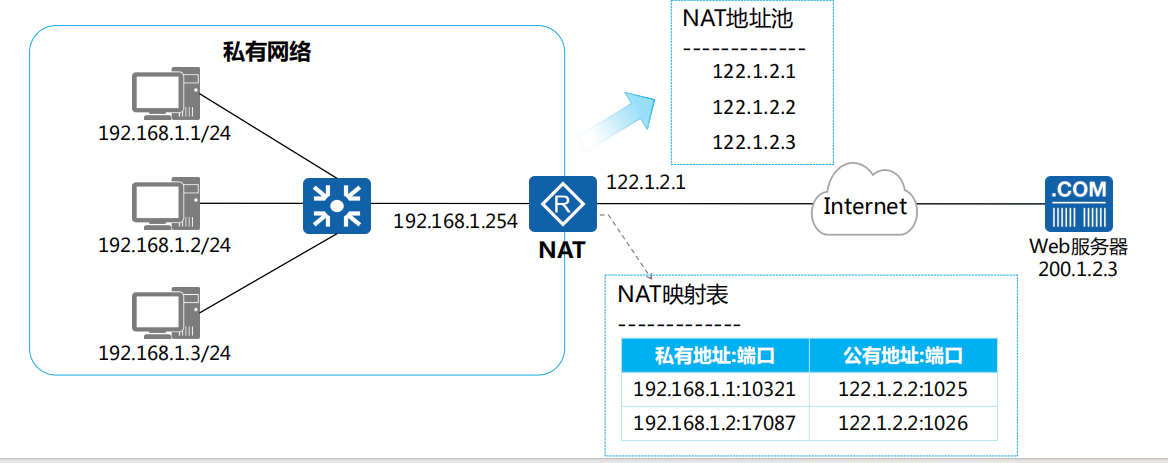 私有网络
192.168.1.1/24
192.168.1.2/24
192.168.1.3/24
192.168.1.254
R
NAT
122.1.2.1
NAT地址池
-------------
122.1.2.1
122.1.2.2
122.1.2.3
Internet
.COM
Web服务器
200.1.2.3
NAT映射表
-------------
私有地址:端口 公有地址:端口
192.168.1.1:10321 122.1.2.2:1025
192.168.1.2:17087 122.1.2.2:1026